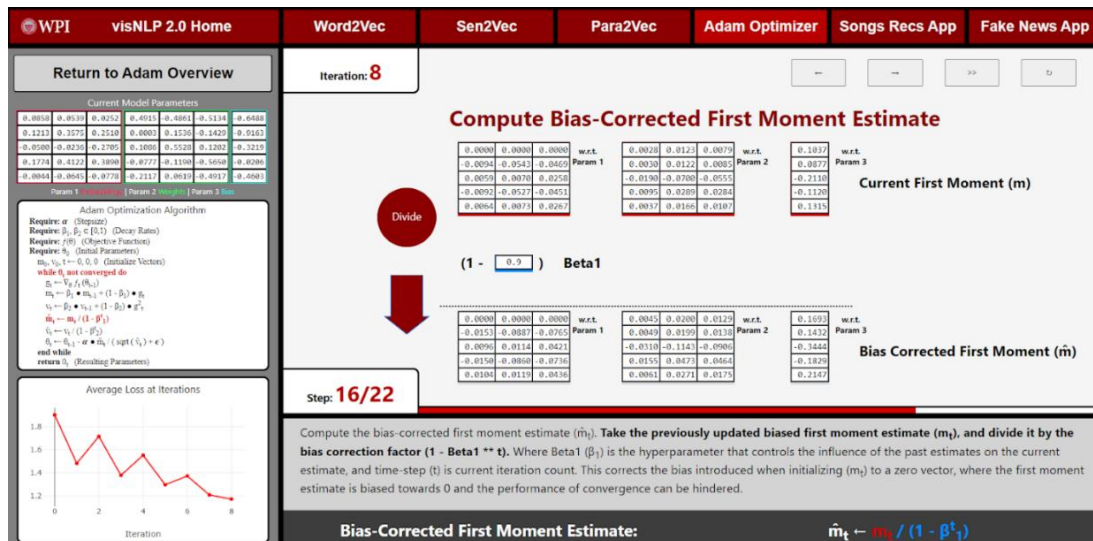 WPI visNLP 2.0 Home Word2Vec Sen2Vec Para2Vec Adam Optimizer Songs Recs App Fake News App
Return to Adam Overview
Current Model Parameters
0.0858 0.0539 0.0252 0.4915 -0.4861 -0.5134 -0.6488
0.1213 0.3575 0.2510 0.0003 0.1536 -0.1429 -0.9163
-0.0500 -0.0236 -0.2705 0.1086 0.5528 0.1202 -0.3219
0.1774 0.4122 0.3890 -0.0777 -0.1190 -0.5650 -0.0206
-0.0044 -0.0645 -0.0778 -0.2117 0.0619 -0.4917 -0.4603
Param 1 | Param 2 Weights | Param 3 Bias
Adam Optimization Algorithm
Require: α (Stepsize)
Require: β1, β2 ∈ [0,1) (Decay Rates)
Require: f(θ) (Objective Function)
Require: θ0 (Initial Parameters)
m0, v0, t ← 0, 0, 0 (Initialize Vectors)
while θt not converged do
gt ← ∇θ ft (θt-1)
mt ← β1 • mt-1 + (1 - β1) • gt
vt ← β2 • vt-1 + (1 - β2) • g²t
m̂t ← mt / (1 - βt1)
v̂t ← vt / (1 - βt2)
θt ← θt-1 - α • m̂t / ( sqrt ( v̂t) + ϵ )
end while
return θt (Resulting Parameters)
Average Loss at Iterations
1.8
1.6
1.4
1.2
0 2 4 6 8
Iteration
Iteration: 8
← → >> ↻
Compute Bias-Corrected First Moment Estimate
0.0000 0.0000 0.0000 w.r.t. 0.0028 0.0123 0.0079 w.r.t. 0.1037 w.r.t.
-0.0094 -0.0543 -0.0469 Param 1 0.0030 0.0122 0.0085 Param 2 0.0877 Param 3
0.0059 0.0070 0.0258 -0.0190 -0.0700 -0.0555 -0.2110
-0.0092 -0.0527 -0.0451 0.0095 0.0289 0.0284 -0.1120
0.0064 0.0073 0.0267 0.0037 0.0166 0.0107 0.1315
Current First Moment (m)
Divide
(1 - 0.9 ) Beta1
0.0000 0.0000 0.0000 w.r.t. 0.0045 0.0200 0.0129 w.r.t. 0.1693 w.r.t.
-0.0153 -0.0887 -0.0765 Param 1 0.0049 0.0199 0.0138 Param 2 0.1432 Param 3
0.0096 0.0114 0.0421 -0.0310 -0.1143 -0.0906 -0.3444
-0.0150 -0.0860 -0.0736 0.0155 0.0473 0.0464 -0.1829
0.0104 0.0119 0.0436 0.0061 0.0271 0.0175 0.2147
Bias Corrected First Moment (m̂)
Step: 16/22
Compute the bias-corrected first moment estimate (m̂t). Take the previously updated biased first moment estimate (mt), and divide it by the
bias correction factor (1 - Beta1 ** t). Where Beta1 (β1) is the hyperparameter that controls the influence of the past estimates on the current
estimate, and time-step (t) is current iteration count. This corrects the bias introduced when initializing (mt) to a zero vector, where the first moment
estimate is biased towards 0 and the performance of convergence can be hindered.
Bias-Corrected First Moment Estimate: m̂t ← mt / (1 - βt1)